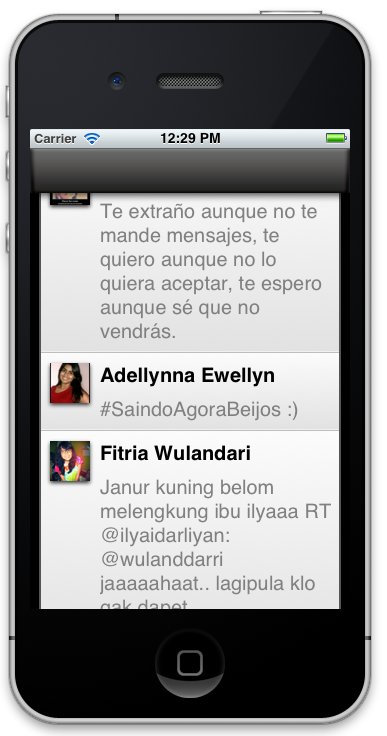 Carrier 12:29 PM
Te extraño aunque no te
mande mensajes, te
quiero aunque no lo
quiera aceptar, te espero
aunque sé que no
vendrás.
Adellynna Ewellyn
#SaindoAgoraBeijos :)
Fitria Wulandari
Janur kuning belom
melengkung ibu ilyaaa RT
@ilyaidarliyan:
@wulanddarri
jaaaaahaat.. lagipula klo
gak dapet